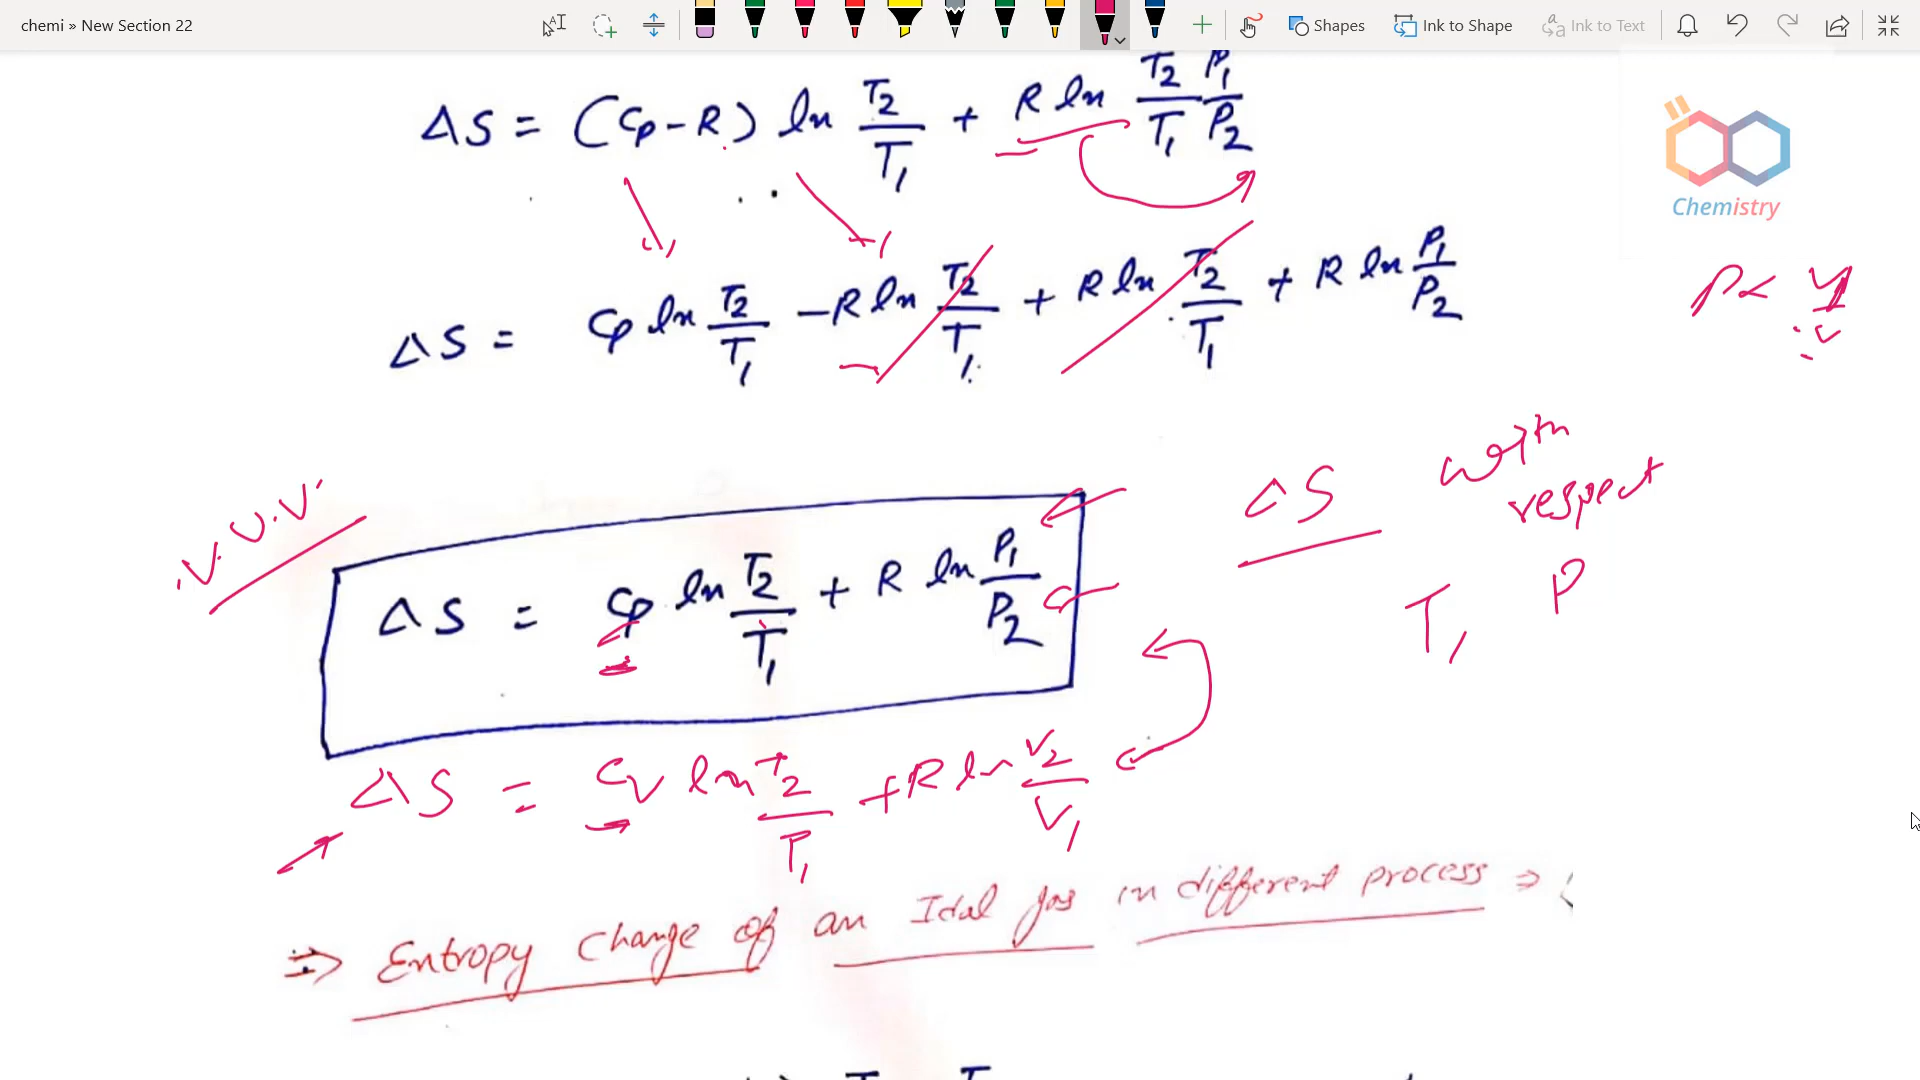 chemi » New Section 22
Shapes Ink to Shape Ink to Text
ΔS = (Cp - R) ln T2/T1 + R ln T2/T1 P1/P2
Chemistry
ΔS = Cp ln T2/T1 - R ln T2/T1 + R ln T2/T1 + R ln P1/P2
P ∝ 1/V
V.V.V.
ΔS with
respect
T, P
ΔS = Cp ln T2/T1 + R ln P1/P2
ΔS = Cv ln T2/T1 + R ln V2/V1
⇒ Entropy Change of an Idal gas in different process ⇒